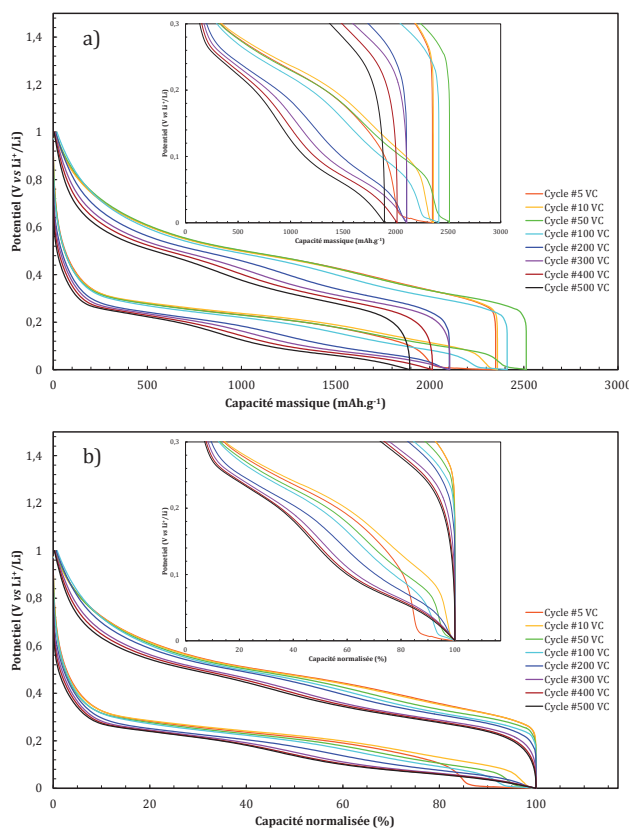 a)
1,4
1,2
1
0,8
0,6
0,4
0,2
0
Potentiel (V vs Li+/Li)
0 500 1000 1500 2000 2500 3000
Capacité massique (mAh.g-1)
0,3
0,2
0,1
0
Potentiel (V vs Li+/Li)
0 500 1000 1500 2000 2500 3000
Capacité massique (mAh.g-1)
Cycle #5 VC
Cycle #10 VC
Cycle #50 VC
Cycle #100 VC
Cycle #200 VC
Cycle #300 VC
Cycle #400 VC
Cycle #500 VC
b)
1,4
1,2
1
0,8
0,6
0,4
0,2
0
Potnetiel (V vs Li+/Li)
0 20 40 60 80 100
Capacité normalisée (%)
0,3
0,2
0,1
0
Potnetiel (V vs Li+/Li)
0 20 40 60 80 100
Capacité normalisée (%)
Cycle #5 VC
Cycle #10 VC
Cycle #50 VC
Cycle #100 VC
Cycle #200 VC
Cycle #300 VC
Cycle #400 VC
Cycle #500 VC